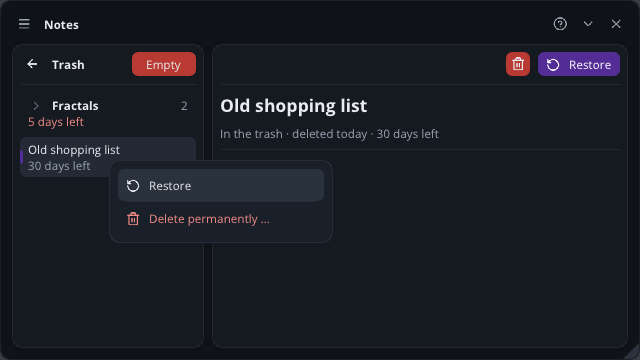 Notes
Trash
Empty
Restore
Fractals
2
5 days left
Old shopping list
30 days left
Old shopping list
In the trash · deleted today · 30 days left
Restore
Delete permanently ...